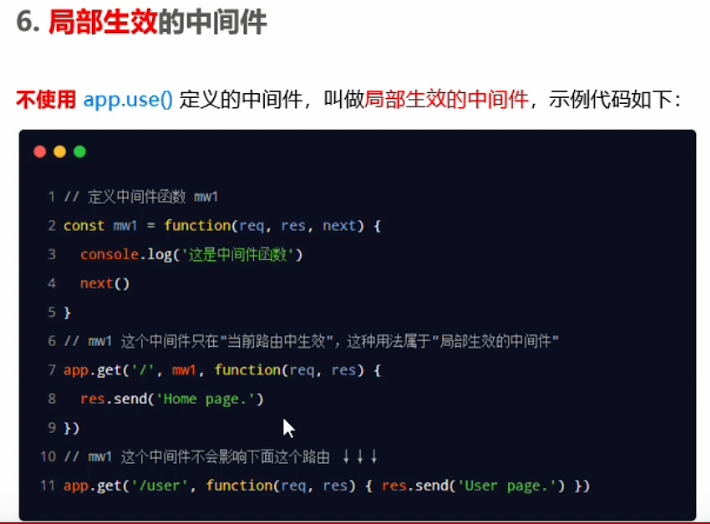 6. 局部生效的中间件
不使用 app.use() 定义的中间件，叫做局部生效的中间件，示例代码如下：
1 // 定义中间件函数 mw1
2 const mw1 = function(req, res, next) {
3 console.log('这是中间件函数')
4 next()
5 }
6 // mw1 这个中间件只在"当前路由中生效"，这种用法属于"局部生效的中间件"
7 app.get('/', mw1, function(req, res) {
8 res.send('Home page.')
9 })
10 // mw1 这个中间件不会影响下面这个路由 ↓↓↓
11 app.get('/user', function(req, res) { res.send('User page.') })